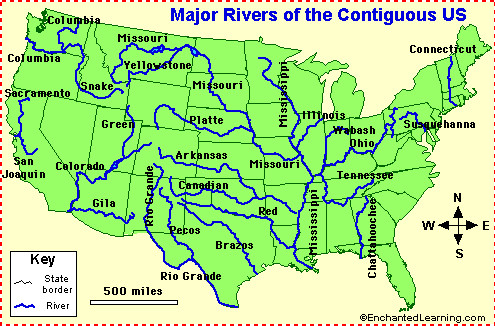 Major Rivers of the Contiguous US
Columbia
Missouri
Connecticut
Columbia
Yellowstone
Snake
Missouri
Mississippi
Sacramento
Illinois
Susquehanna
Green
Platte
Wabash
Ohio
San
Joaquin
Colorado
Arkansas
Missouri
Tennessee
Canadian
Gila
Rio Grande
Red
Mississippi
Chattahoochee
Pecos
Brazos
Rio Grande
N
W
E
S
Key
State
border
River
500 miles
©EnchantedLearning.com